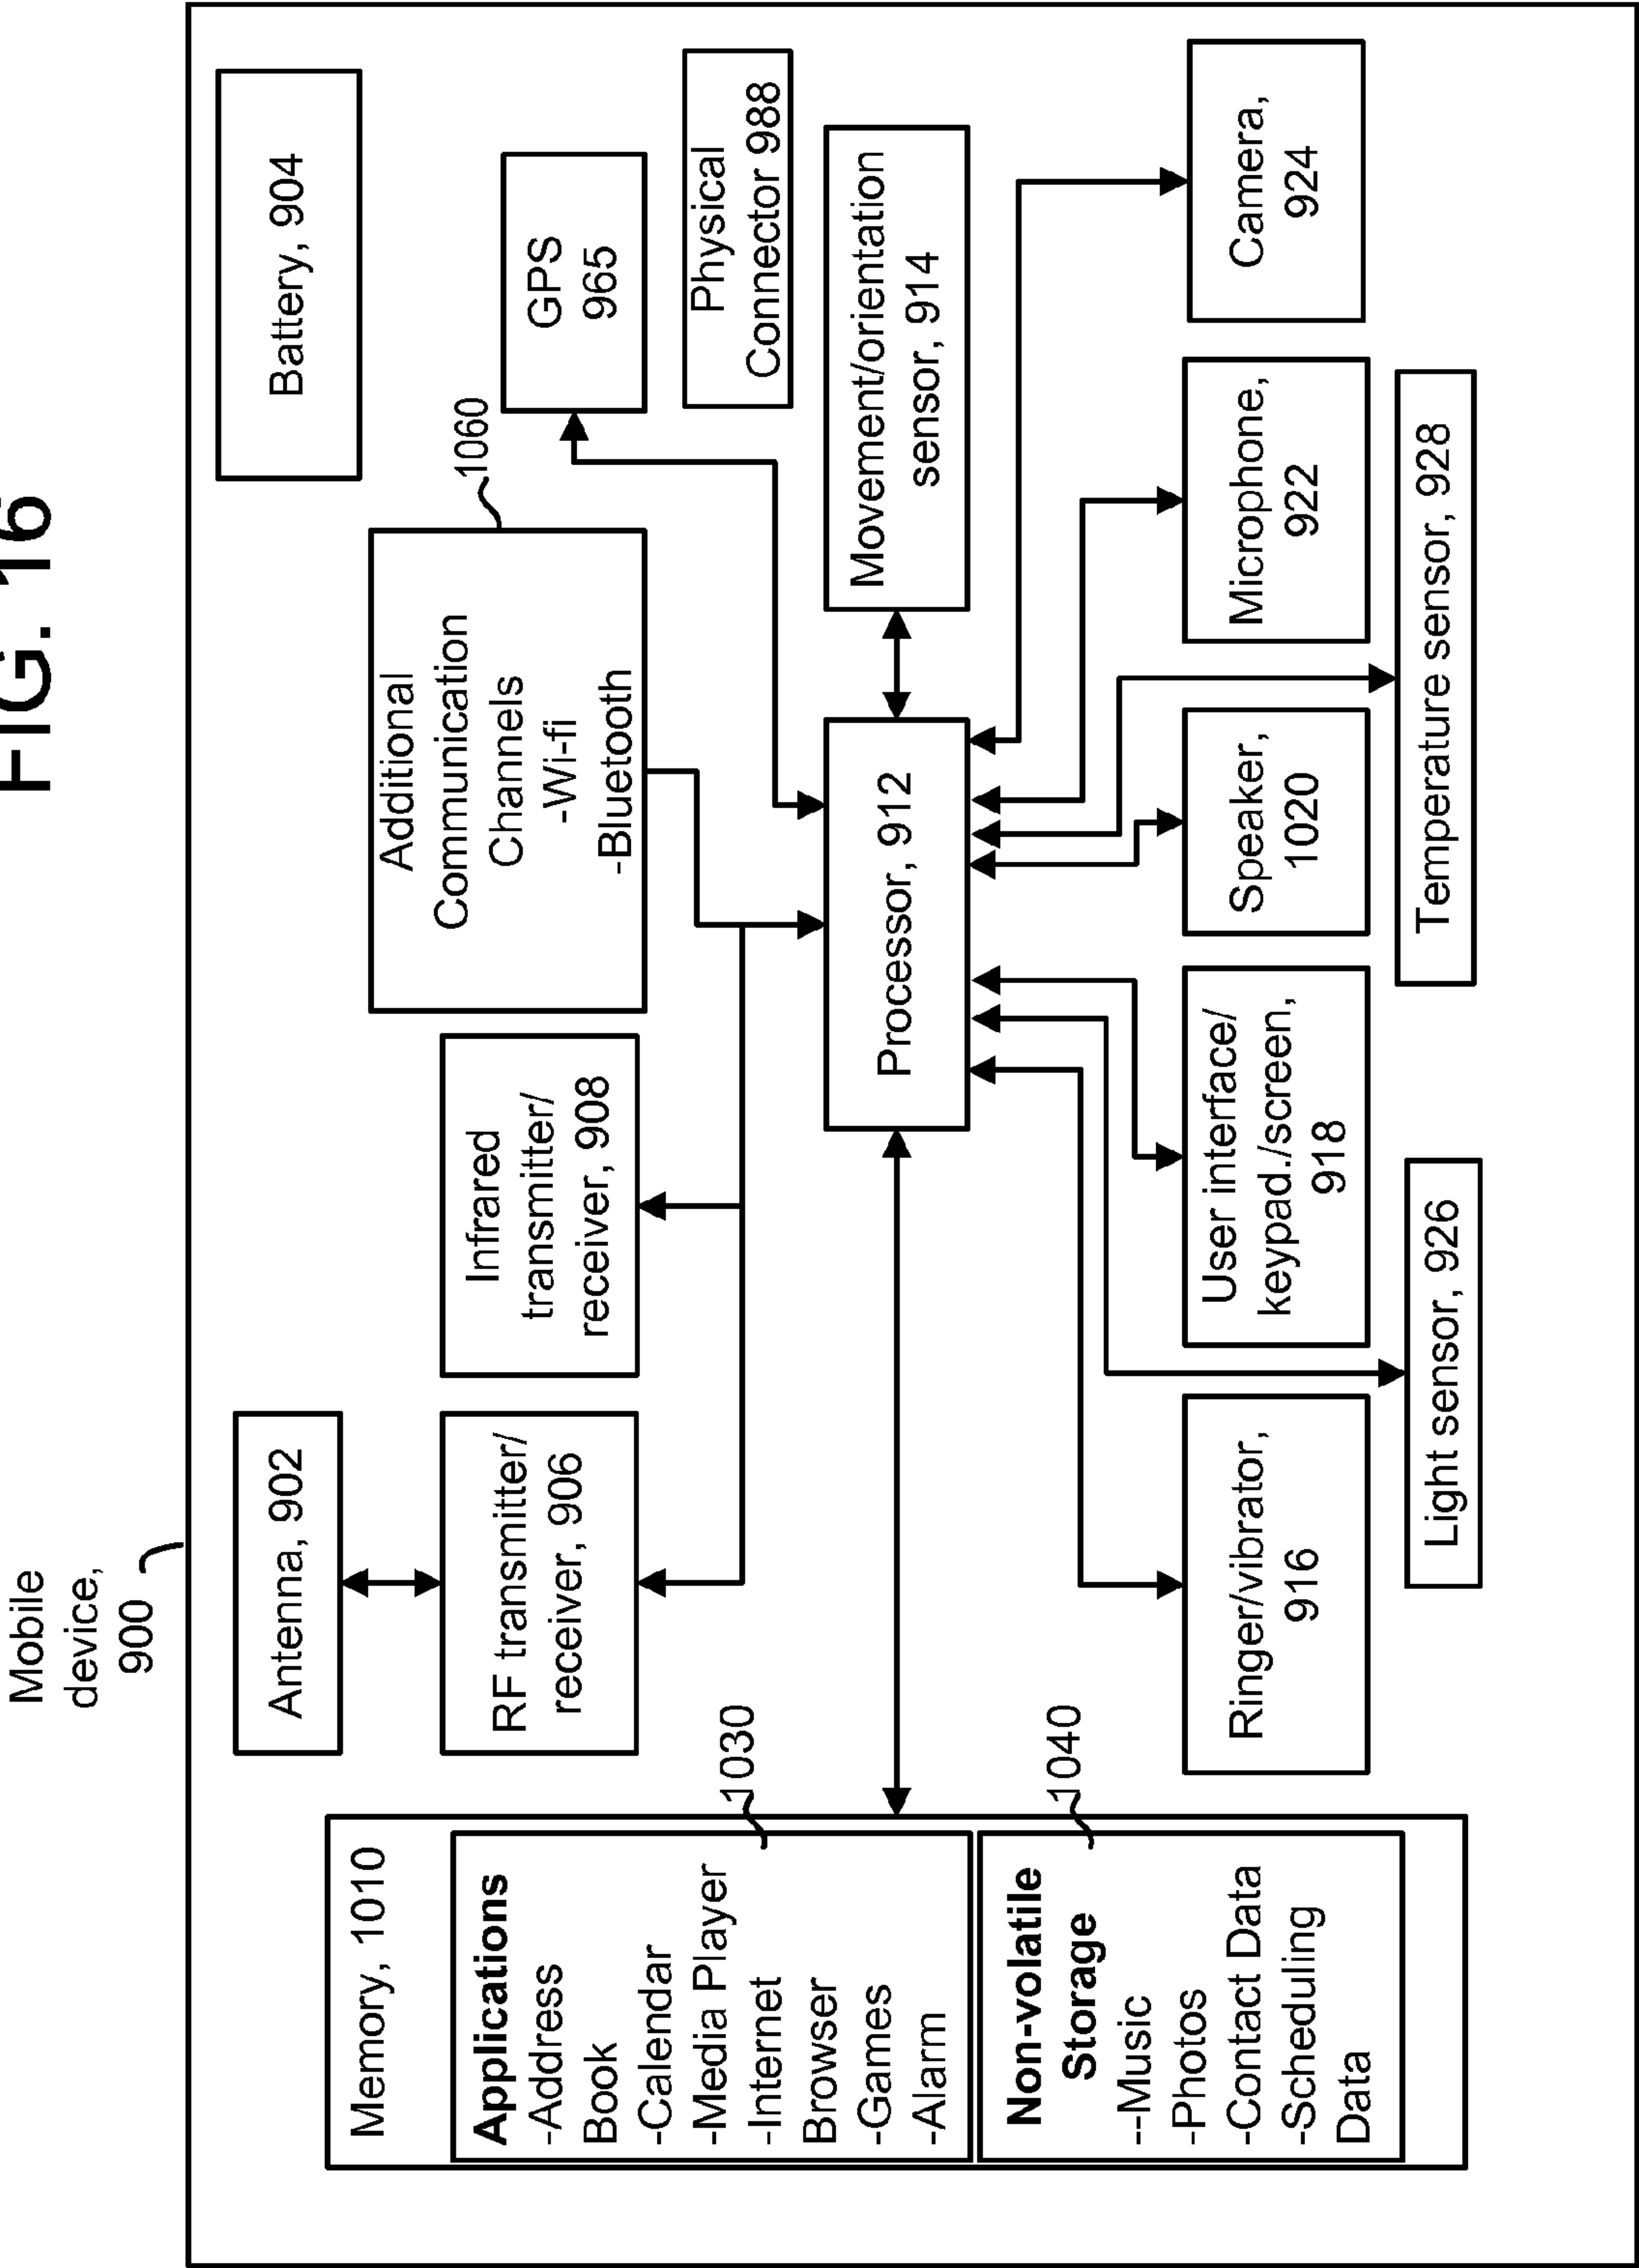 FIG. 16
Mobile
device,
900
Memory, 1010
Applications
-Address
Book
-Calendar
-Media Player
-Internet
Browser
-Games
-Alarm
1030
Non-volatile
Storage
--Music
-Photos
-Contact Data
-Scheduling
Data
1040
Antenna, 902
RF transmitter/
receiver, 906
Infrared
transmitter/
receiver, 908
Additional
Communication
Channels
-Wi-fi
-Bluetooth
1060
Battery, 904
GPS
965
Physical
Connector 988
Processor, 912
Movement/orientation
sensor, 914
Ringer/vibrator,
916
User interface/
keypad./screen,
918
Speaker,
1020
Microphone,
922
Camera,
924
Light sensor, 926
Temperature sensor, 928